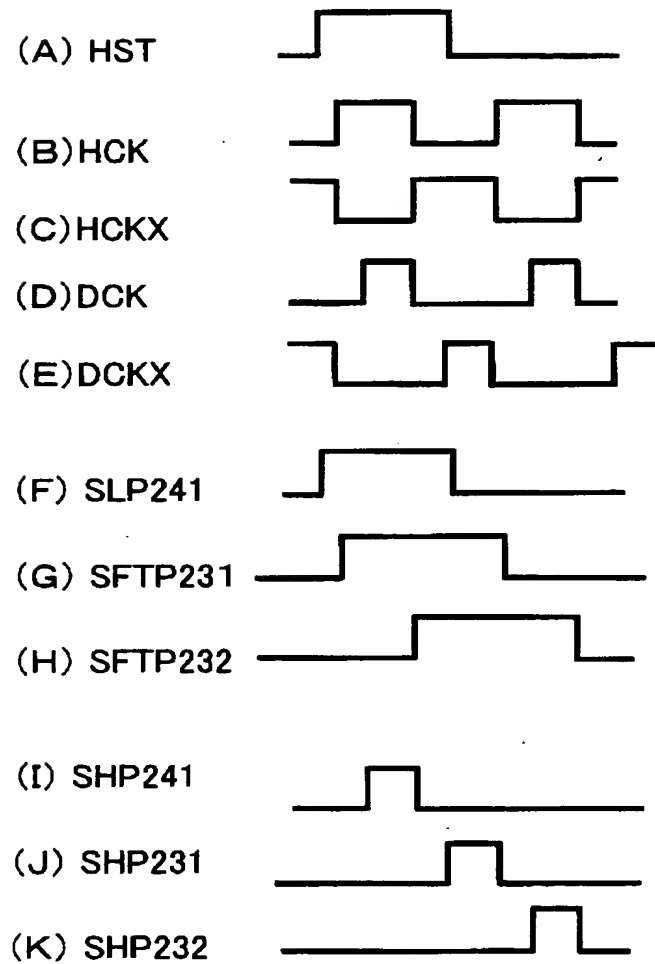 (A) HST
(B)HCK
(C)HCKX
(D)DCK
(E)DCKX
(F) SLP241
(G) SFTP231
(H) SFTP232
(I) SHP241
(J) SHP231
(K) SHP232